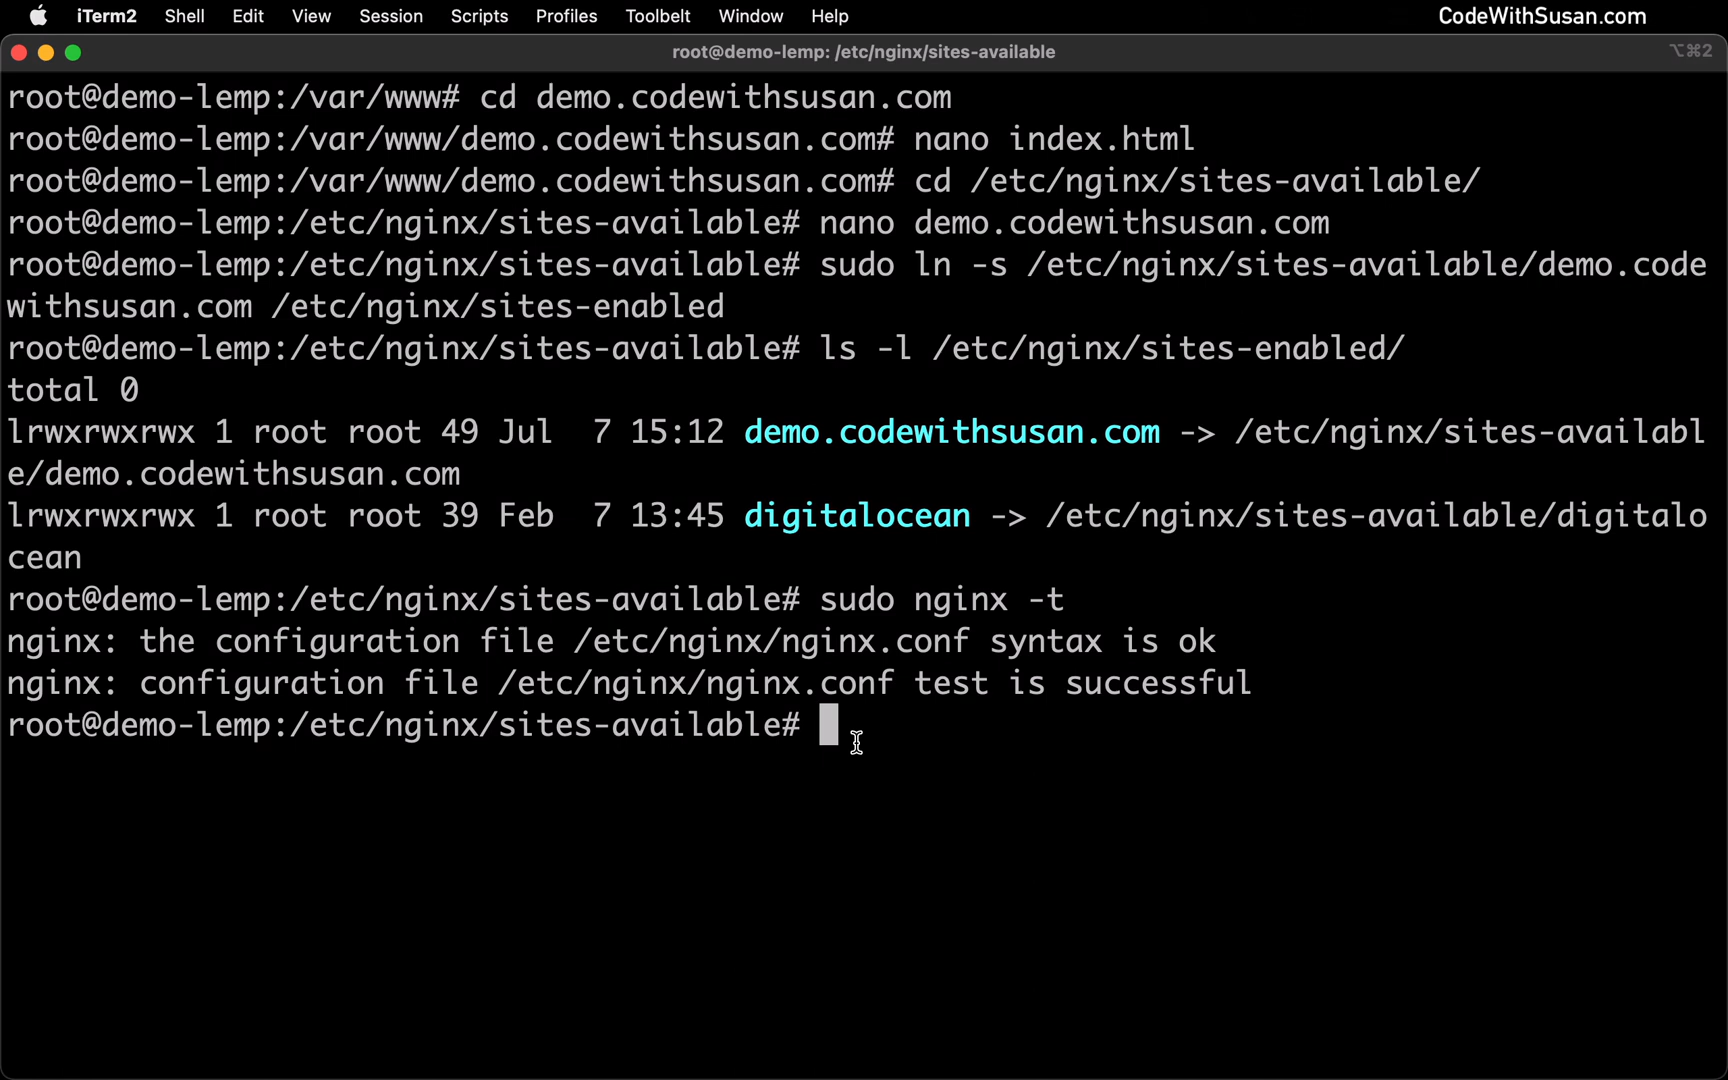 iTerm2 Shell Edit View Session Scripts Profiles Toolbelt Window Help CodeWithSusan.com
root@demo-lemp: /etc/nginx/sites-available ⌥⌘2
root@demo-lemp:/var/www# cd demo.codewithsusan.com
root@demo-lemp:/var/www/demo.codewithsusan.com# nano index.html
root@demo-lemp:/var/www/demo.codewithsusan.com# cd /etc/nginx/sites-available/
root@demo-lemp:/etc/nginx/sites-available# nano demo.codewithsusan.com
root@demo-lemp:/etc/nginx/sites-available# sudo ln -s /etc/nginx/sites-available/demo.code
withsusan.com /etc/nginx/sites-enabled
root@demo-lemp:/etc/nginx/sites-available# ls -l /etc/nginx/sites-enabled/
total 0
lrwxrwxrwx 1 root root 49 Jul  7 15:12 demo.codewithsusan.com -> /etc/nginx/sites-availabl
e/demo.codewithsusan.com
lrwxrwxrwx 1 root root 39 Feb  7 13:45 digitalocean -> /etc/nginx/sites-available/digitalo
cean
root@demo-lemp:/etc/nginx/sites-available# sudo nginx -t
nginx: the configuration file /etc/nginx/nginx.conf syntax is ok
nginx: configuration file /etc/nginx/nginx.conf test is successful
root@demo-lemp:/etc/nginx/sites-available#